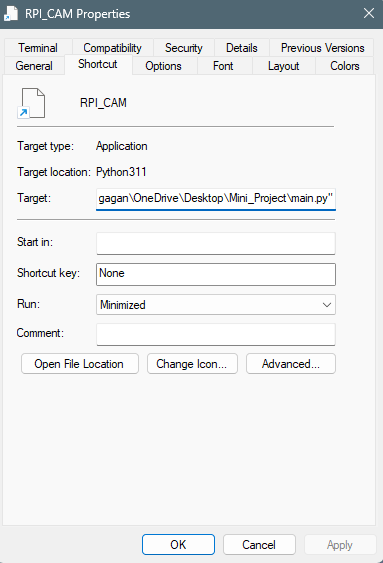 RPI_CAM Properties
Terminal Compatibility Security Details Previous Versions
General Shortcut Options Font Layout Colors
RPI_CAM
Target type: Application
Target location: Python311
Target: gagan\OneDrive\Desktop\Mini_Project\main.py"
Start in:
Shortcut key: None
Run: Minimized
Comment:
Open File Location Change Icon... Advanced...
OK Cancel Apply